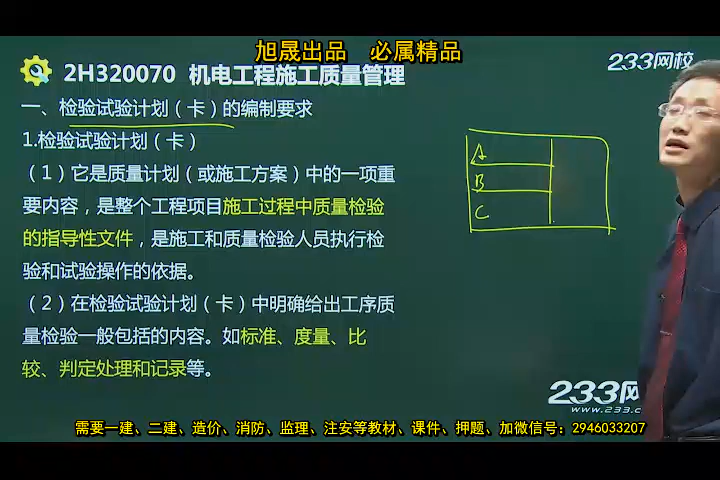 旭晟出品 必属精品
233网校
2H320070 机电工程施工质量管理
一、检验试验计划（卡）的编制要求
1.检验试验计划（卡）
（1）它是质量计划（或施工方案）中的一项重
要内容，是整个工程项目施工过程中质量检验
的指导性文件，是施工和质量检验人员执行检
验和试验操作的依据。
（2）在检验试验计划（卡）中明确给出工序质
量检验一般包括的内容。如标准、度量、比
较、判定处理和记录等。
A
B
C
233网
www.233.c
需要一建、二建、造价、消防、监理、注安等教材、课件、押题、加微信号：2946033207